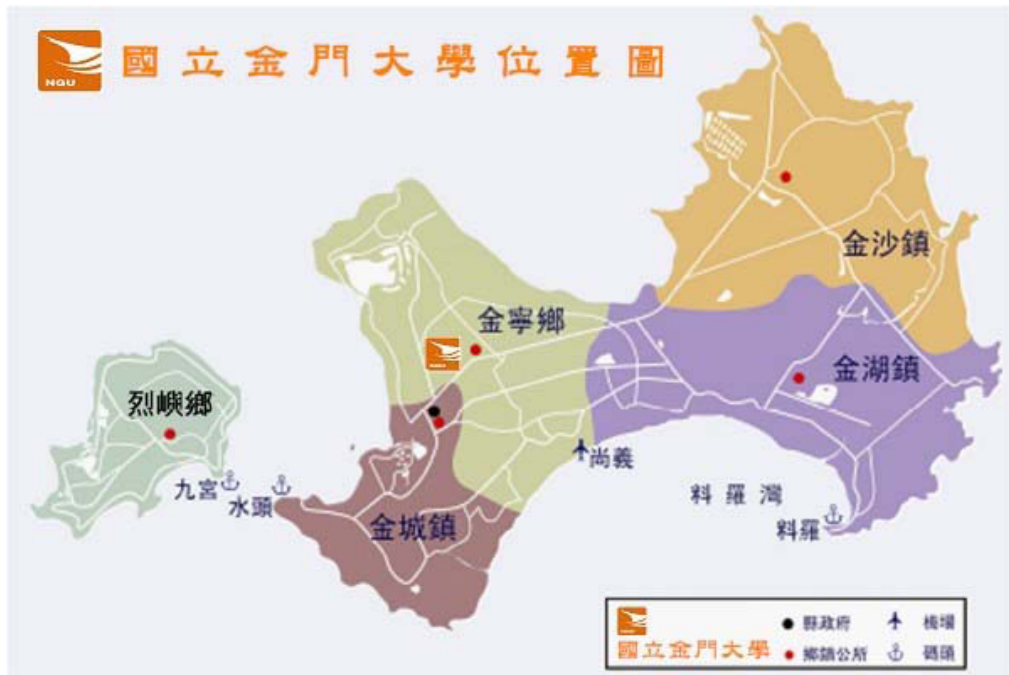 國立金門大學位置圖
NGU
金沙鎮
金寧鄉
金湖鎮
烈嶼鄉
尚義
九宮
水頭
料羅灣
金城鎮
料羅
縣政府
機場
國立金門大學
鄉鎮公所
碼頭